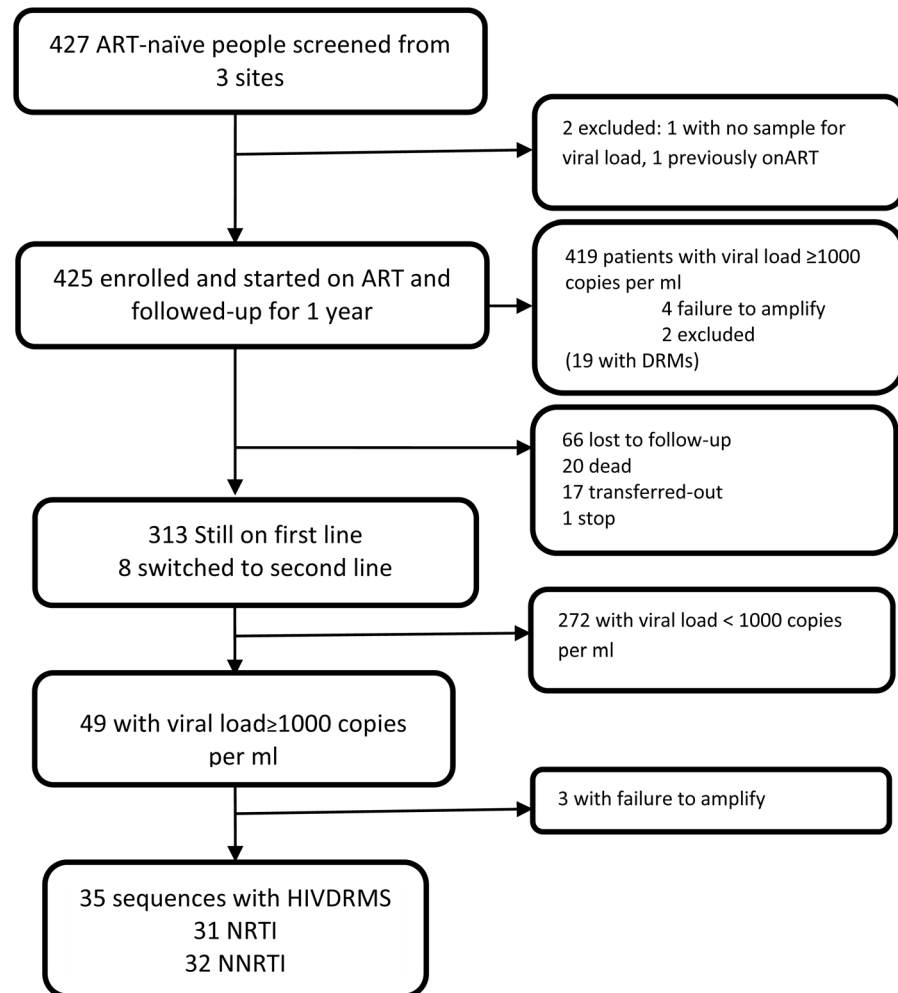 427 ART-naïve people screened from
3 sites
2 excluded: 1 with no sample for
viral load, 1 previously onART
425 enrolled and started on ART and
followed-up for 1 year
419 patients with viral load ≥1000
copies per ml
4 failure to amplify
2 excluded
(19 with DRMs)
66 lost to follow-up
20 dead
17 transferred-out
1 stop
313 Still on first line
8 switched to second line
272 with viral load < 1000 copies
per ml
49 with viral load≥1000 copies
per ml
3 with failure to amplify
35 sequences with HIVDRMS
31 NRTI
32 NNRTI